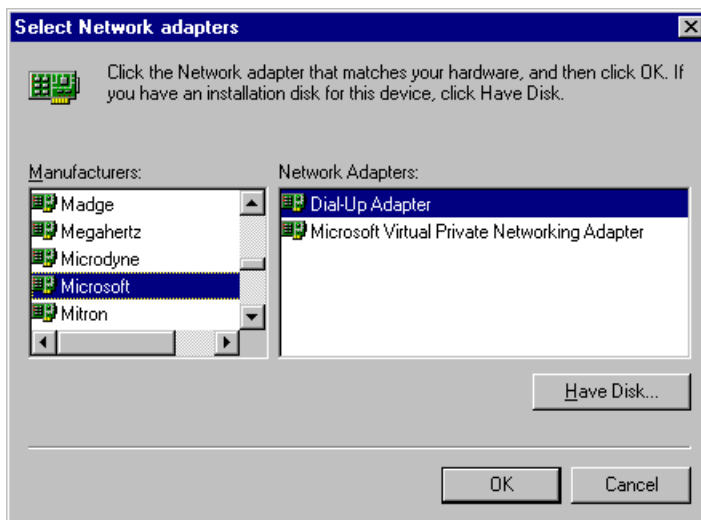 Select Network adapters
Click the Network adapter that matches your hardware, and then click OK. If
you have an installation disk for this device, click Have Disk.
Manufacturers:
Madge
Megahertz
Microdyne
Microsoft
Mitron
Network Adapters:
Dial-Up Adapter
Microsoft Virtual Private Networking Adapter
Have Disk...
OK
Cancel